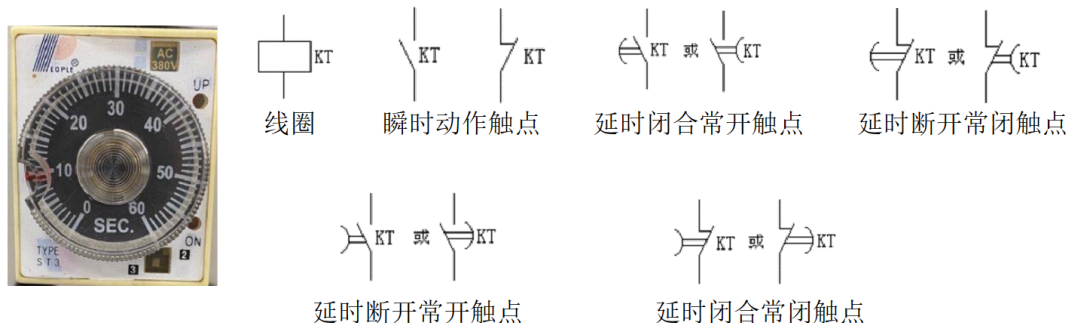 PEOPLE®
AC
380V
UP
30
20
40
10
50
0
60
SEC.
ON
TYPE
ST3
3
2
KT
线圈
KT
KT
瞬时动作触点
KT 或 KT
延时闭合常开触点
KT 或 KT
延时断开常闭触点
KT 或 KT
延时断开常开触点
KT 或 KT
延时闭合常闭触点